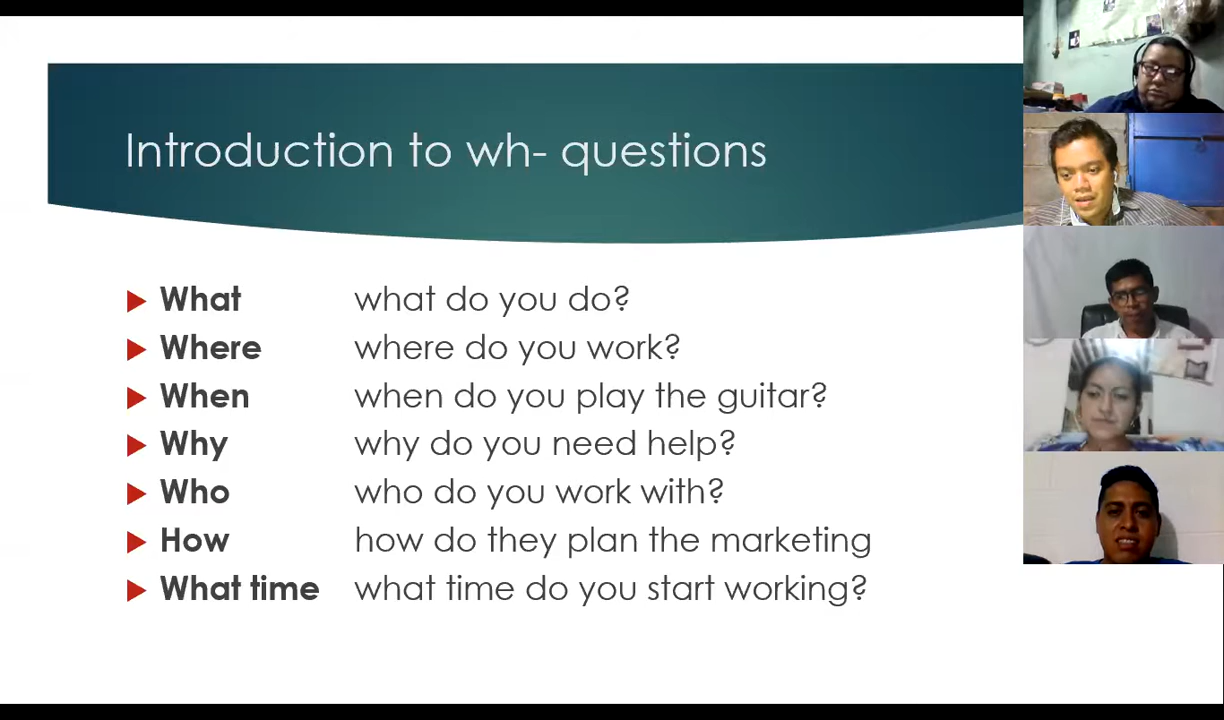 Introduction to wh- questions
What what do you do?
Where where do you work?
When when do you play the guitar?
Why why do you need help?
Who who do you work with?
How how do they plan the marketing
What time what time do you start working?